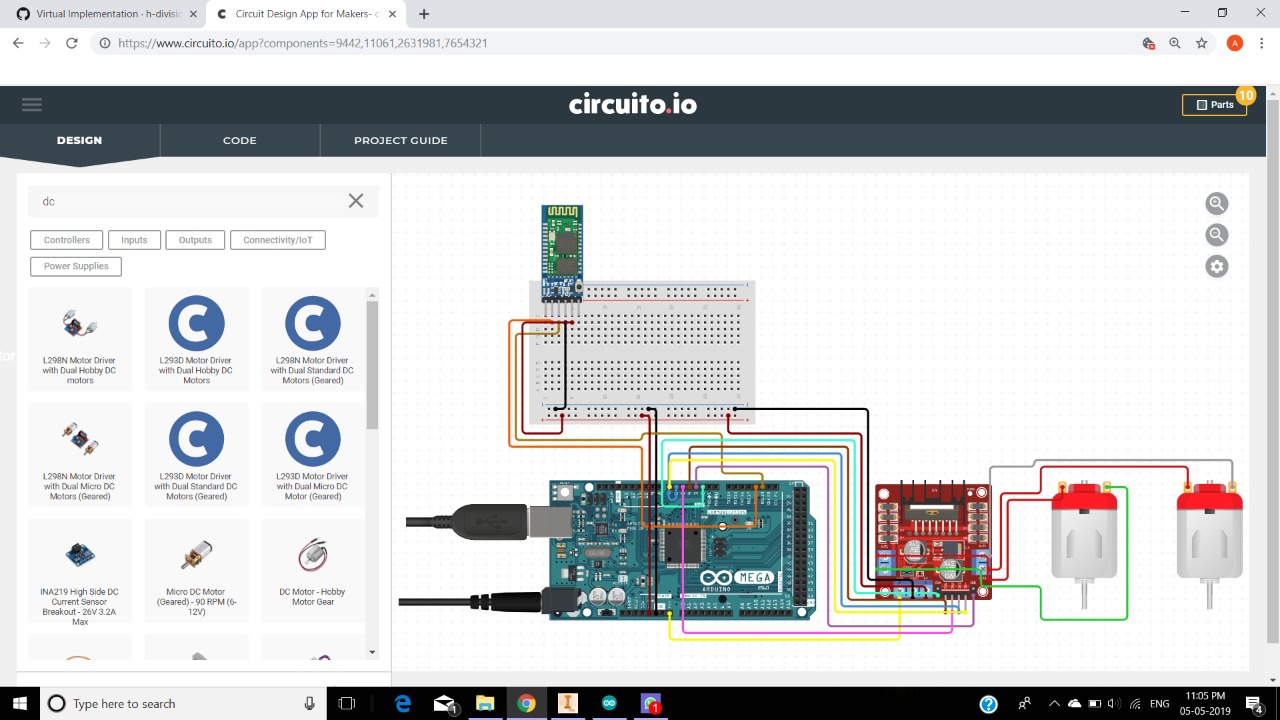 Virtual Implementation - h-divisio
Circuit Design App for Makers- c
https://www.circuito.io/app?components=9442,11061,2631981,7654321
A
circuito.io
Parts
10
DESIGN
CODE
PROJECT GUIDE
dc
Controllers
Inputs
Outputs
Connectivity/IoT
Power Supplies
L298N Motor Driver
with Dual Hobby DC
motors
L293D Motor Driver
with Dual Hobby DC
Motors
L298N Motor Driver
with Dual Standard DC
Motors (Geared)
tor
L298N Motor Driver
with Dual Micro DC
Motors (Geared)
L293D Motor Driver
with Dual Standard DC
Motors (Geared)
L293D Motor Driver
with Dual Micro DC
Motor (Geared)
INA219 High Side DC
Current Sensor
Breakout - 26V 3.2A
Max
Micro DC Motor
(Geared) - 90 RPM (6-
12V)
DC Motor - Hobby
Motor Gear
MEGA
ARDUINO
Type here to search
1
1
ENG
11:05 PM
05-05-2019
4